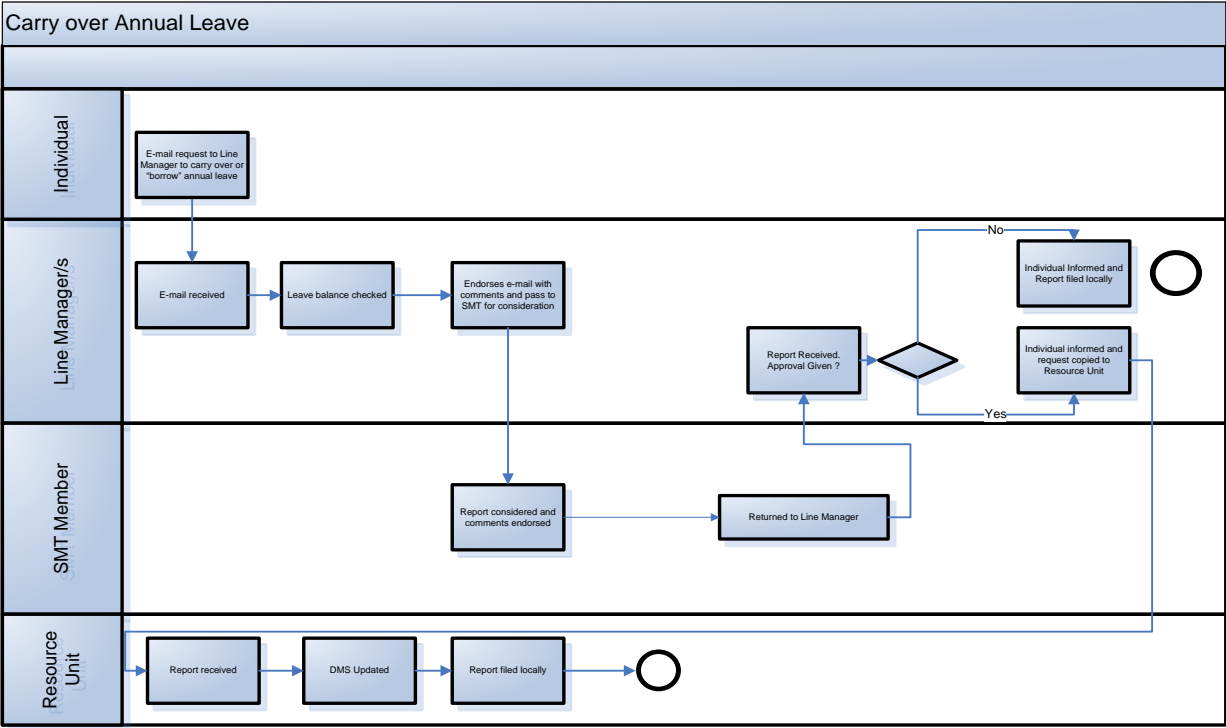 Carry over Annual Leave
Individual
E-mail request to Line
Manager to carry over or
“borrow” annual leave
Line Manager/s
E-mail received
Leave balance checked
Endorses e-mail with
comments and pass to
SMT for consideration
Report Received.
Approval Given ?
No
Yes
Individual Informed and
Report filed locally
Individual informed and
request copied to
Resource Unit
SMT Member
Report considered and
comments endorsed
Returned to Line Manager
Resource
Unit
Report received
DMS Updated
Report filed locally